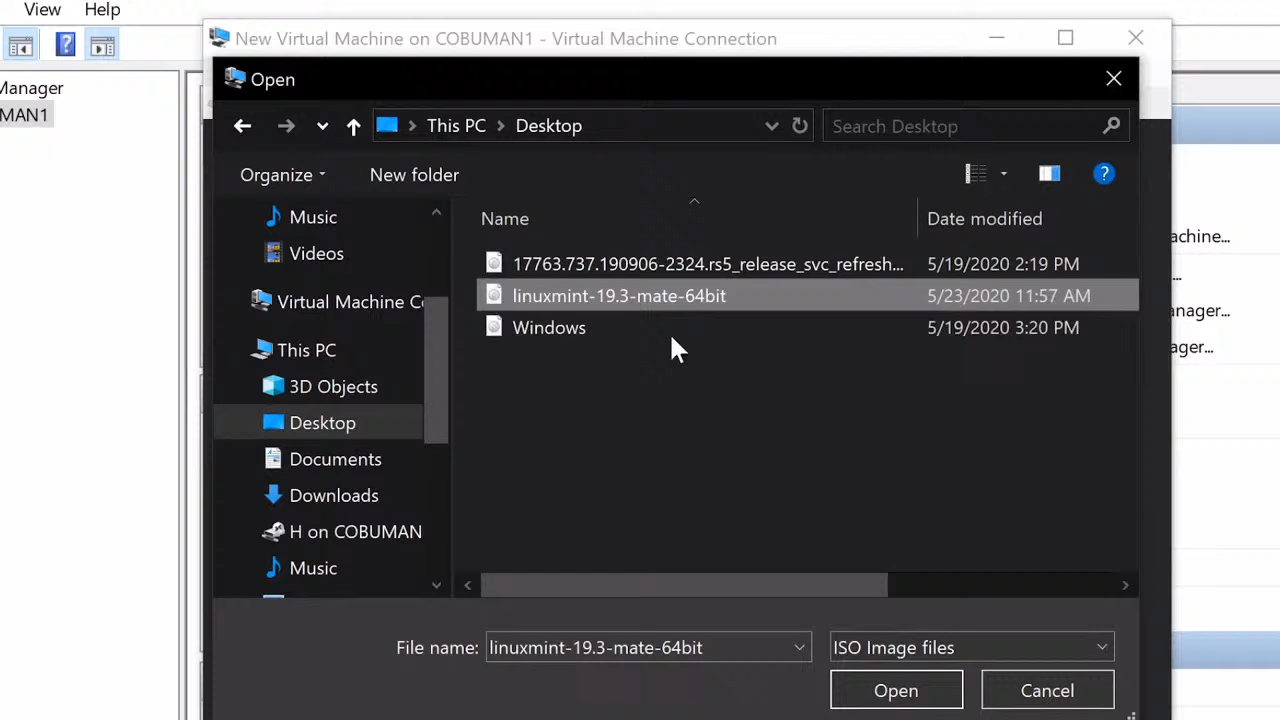 View Help
New Virtual Machine on COBUMAN1 - Virtual Machine Connection
Manager
MAN1
Open
This PC Desktop
Search Desktop
Organize
New folder
Name
Date modified
Music
Videos
Virtual Machine Co
This PC
3D Objects
Desktop
Documents
Downloads
H on COBUMAN
Music
17763.737.190906-2324.rs5_release_svc_refresh... 5/19/2020 2:19 PM
linuxmint-19.3-mate-64bit 5/23/2020 11:57 AM
Windows 5/19/2020 3:20 PM
achine...
...
anager...
ager...
File name: linuxmint-19.3-mate-64bit
ISO Image files
Open
Cancel